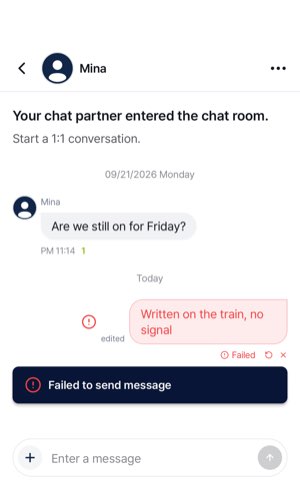 Mina
Your chat partner entered the chat room.
Start a 1:1 conversation.
09/21/2026 Monday
Mina
Are we still on for Friday?
PM 11:14 1
Today
Written on the train, no
signal
edited
Failed
Failed to send message
Enter a message